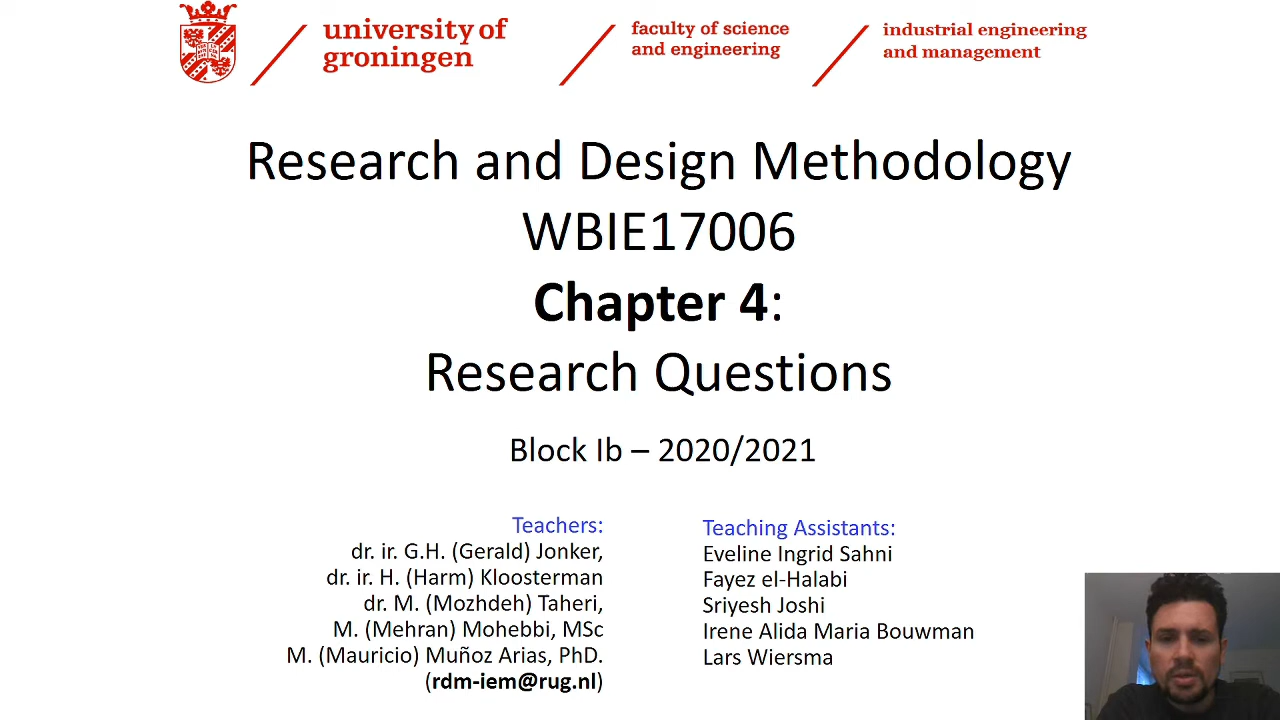 university of
groningen
faculty of science
and engineering
industrial engineering
and management
Research and Design Methodology
WBIE17006
Chapter 4:
Research Questions
Block Ib – 2020/2021
Teachers:
dr. ir. G.H. (Gerald) Jonker,
dr. ir. H. (Harm) Kloosterman
dr. M. (Mozhdeh) Taheri,
M. (Mehran) Mohebbi, MSc
M. (Mauricio) Muñoz Arias, PhD.
(rdm-iem@rug.nl)
Teaching Assistants:
Eveline Ingrid Sahni
Fayez el-Halabi
Sriyesh Joshi
Irene Alida Maria Bouwman
Lars Wiersma